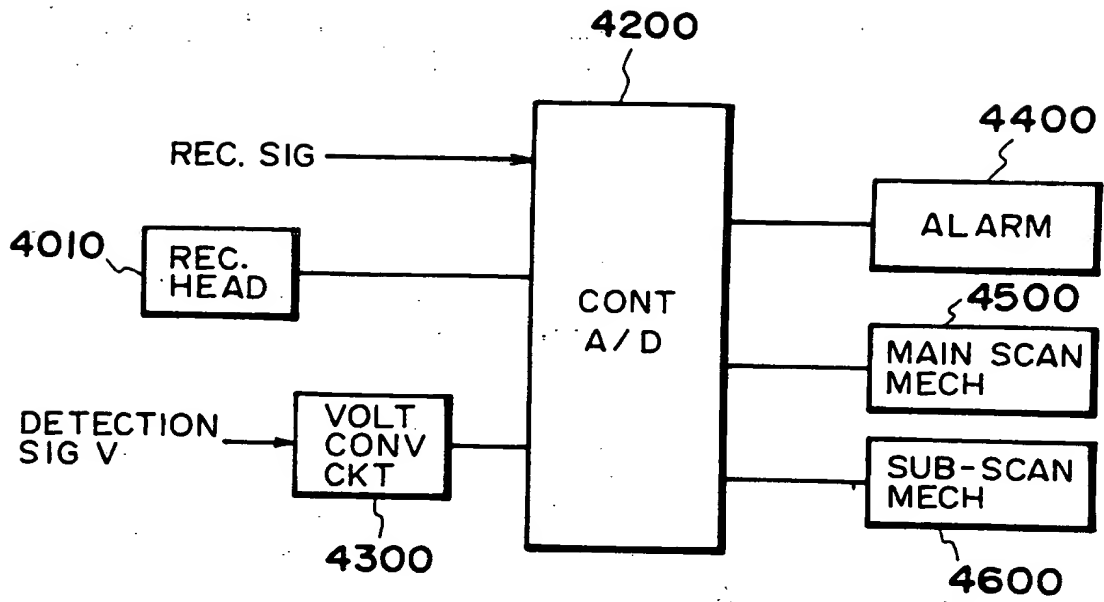 4200
REC. SIG
4400
ALARM
4010
REC.
HEAD
4500
CONT
A/D
MAIN SCAN
MECH
DETECTION
SIG V
VOLT
CONV
CKT
SUB-SCAN
MECH
4300
4600